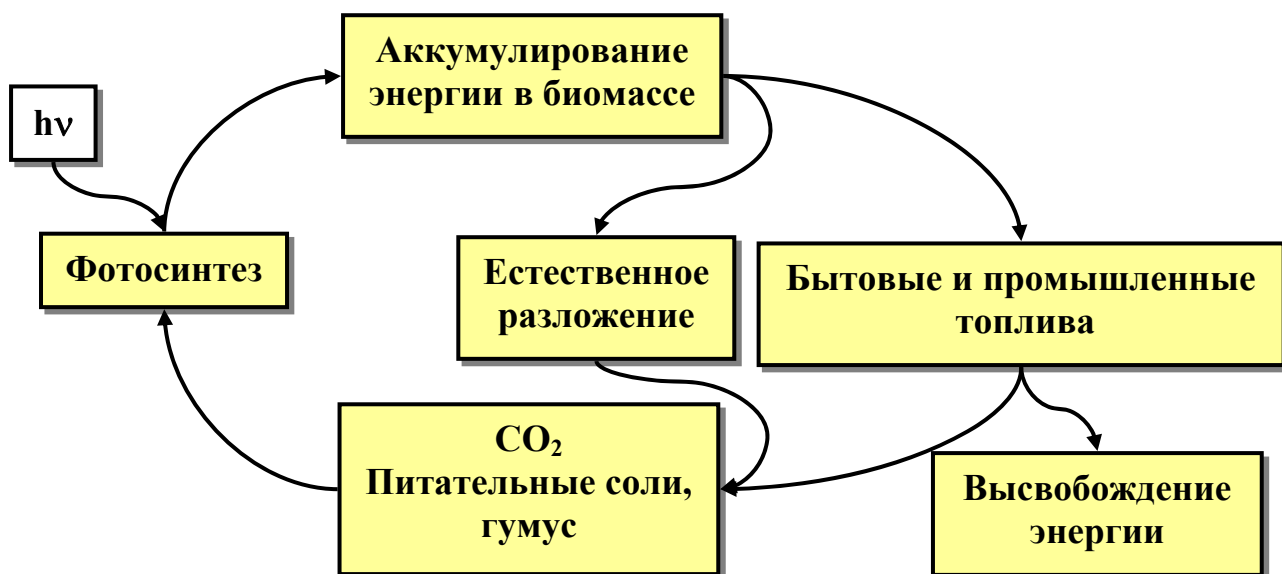 Аккумулирование
энергии в биомассе
hν
Фотосинтез
Естественное
разложение
Бытовые и промышленные
топлива
CO₂
Питательные соли,
гумус
Высвобождение
энергии